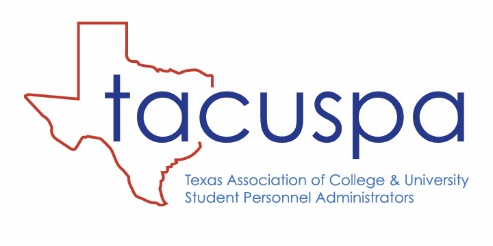 tacuspa
Texas Association of College & University
Student Personnel Administrators